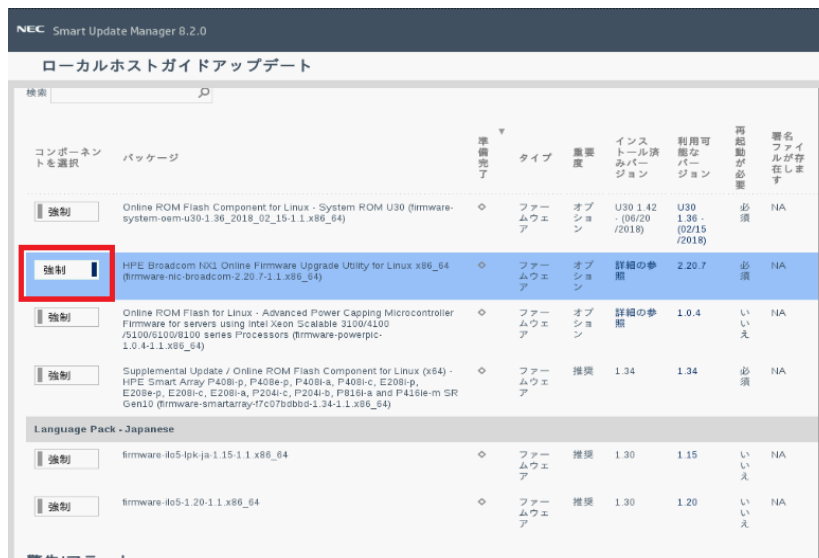 NEC Smart Update Manager 8.2.0
ローカルホストガイドアップデート
検索
コンポーネン
トを選択
パッケージ
準
備
完
了
タイプ
重要
度
インス
トール済
みバー
ジョン
利用可
能な
バー
ジョン
再
起
動
が
必
要
署名
ファイ
ルが存
在しま
す
強制
Online ROM Flash Component for Linux - System ROM U30 (firmware-
system-oem-u30-1.36_2018_02_15-1.1.x86_64)
ファー
ムウェ
ア
オプ
ショ
ン
U30 1.42
- (06/20
/2018)
U30
1.36 -
(02/15
/2018)
必
須
NA
強制
HPE Broadcom NX1 Online Firmware Upgrade Utility for Linux x86_64
(firmware-nic-broadcom-2.20.7-1.1.x86_64)
ファー
ムウェ
ア
オプ
ショ
ン
詳細の参
照
2.20.7
必
須
NA
強制
Online ROM Flash for Linux - Advanced Power Capping Microcontroller
Firmware for servers using Intel Xeon Scalable 3100/4100
/5100/6100/8100 series Processors (firmware-powerpic-
1.0.4-1.1.x86_64)
ファー
ムウェ
ア
オプ
ショ
ン
詳細の参
照
1.0.4
い
い
え
NA
強制
Supplemental Update / Online ROM Flash Component for Linux (x64) -
HPE Smart Array P408i-p, P408e-p, P408i-a, P408i-c, E208i-p,
E208e-p, E208i-c, E208i-a, P204i-c, P204i-b, P816i-a and P416ie-m SR
Gen10 (firmware-smartarray-f7c07bdbbd-1.34-1.1.x86_64)
ファー
ムウェ
ア
推奨
1.34
1.34
必
須
NA
Language Pack - Japanese
強制
firmware-ilo5-lpk-ja-1.15-1.1.x86_64
ファー
ムウェ
ア
推奨
1.30
1.15
い
い
え
NA
強制
firmware-ilo5-1.20-1.1.x86_64
ファー
ムウェ
ア
推奨
1.30
1.20
い
い
え
NA